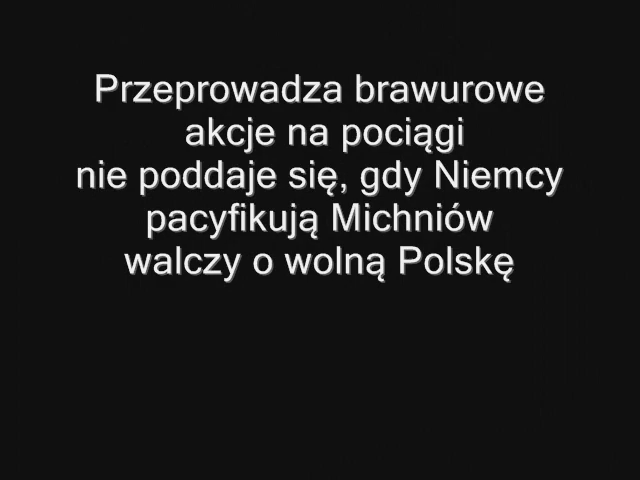 Przeprowadza brawurowe
akcje na pociągi
nie poddaje się, gdy Niemcy
pacyfikują Michniów
walczy o wolną Polskę